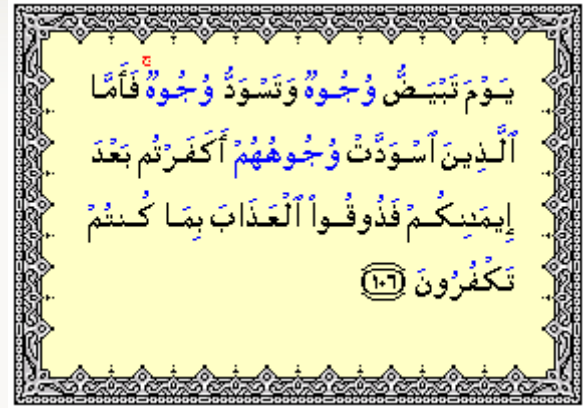 يَوْمَ تَبْيَضُّ وُجُوهٌ وَتَسْوَدُّ وُجُوهٌ ۚ فَأَمَّا
ٱلَّذِينَ ٱسْوَدَّتْ وُجُوهُهُمْ أَكَفَرْتُم بَعْدَ
إِيمَٰنِكُمْ فَذُوقُوا۟ ٱلْعَذَابَ بِمَا كُنتُمْ
تَكْفُرُونَ ١٠٦